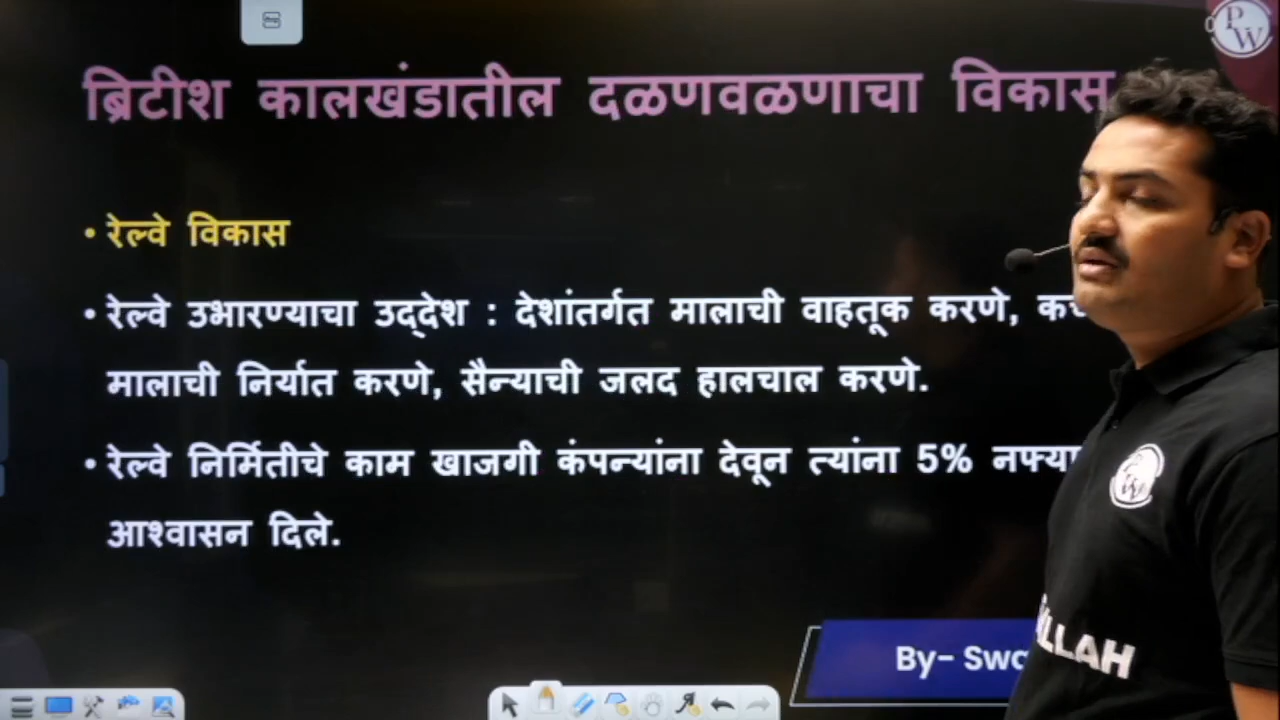 PW
ब्रिटीश कालखंडातील दळणवळणाचा विकास
• रेल्वे विकास
• रेल्वे उभारण्याचा उद्देश : देशांतर्गत मालाची वाहतूक करणे,
मालाची निर्यात करणे, सैन्याची जलद हालचाल करणे.
• रेल्वे निर्मितीचे काम खाजगी कंपन्यांना देवून त्यांना 5%
आश्वासन दिले.
By-